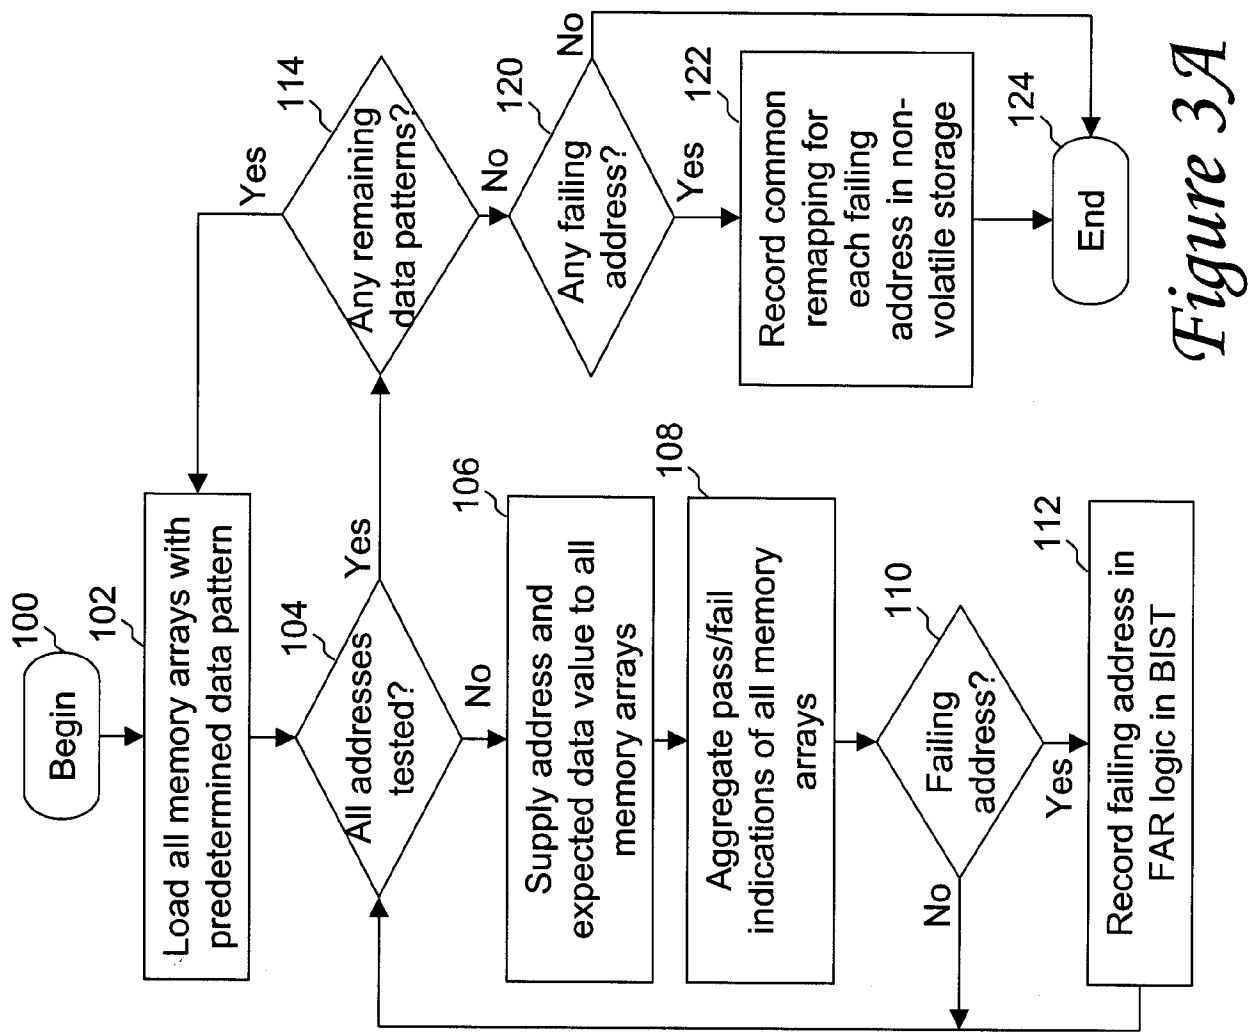 100
Begin
102
Load all memory arrays with
predetermined data pattern
104
All addresses
tested?
Yes
No
106
Supply address and
expected data value to all
memory arrays
108
Aggregate pass/fail
indications of all memory
arrays
110
Failing
address?
No
Yes
112
Record failing address in
FAR logic in BIST
114
Any remaining
data patterns?
Yes
No
120
Any failing
address?
No
Yes
122
Record common
remapping for
each failing
address in non-
volatile storage
124
End
Figure 3A